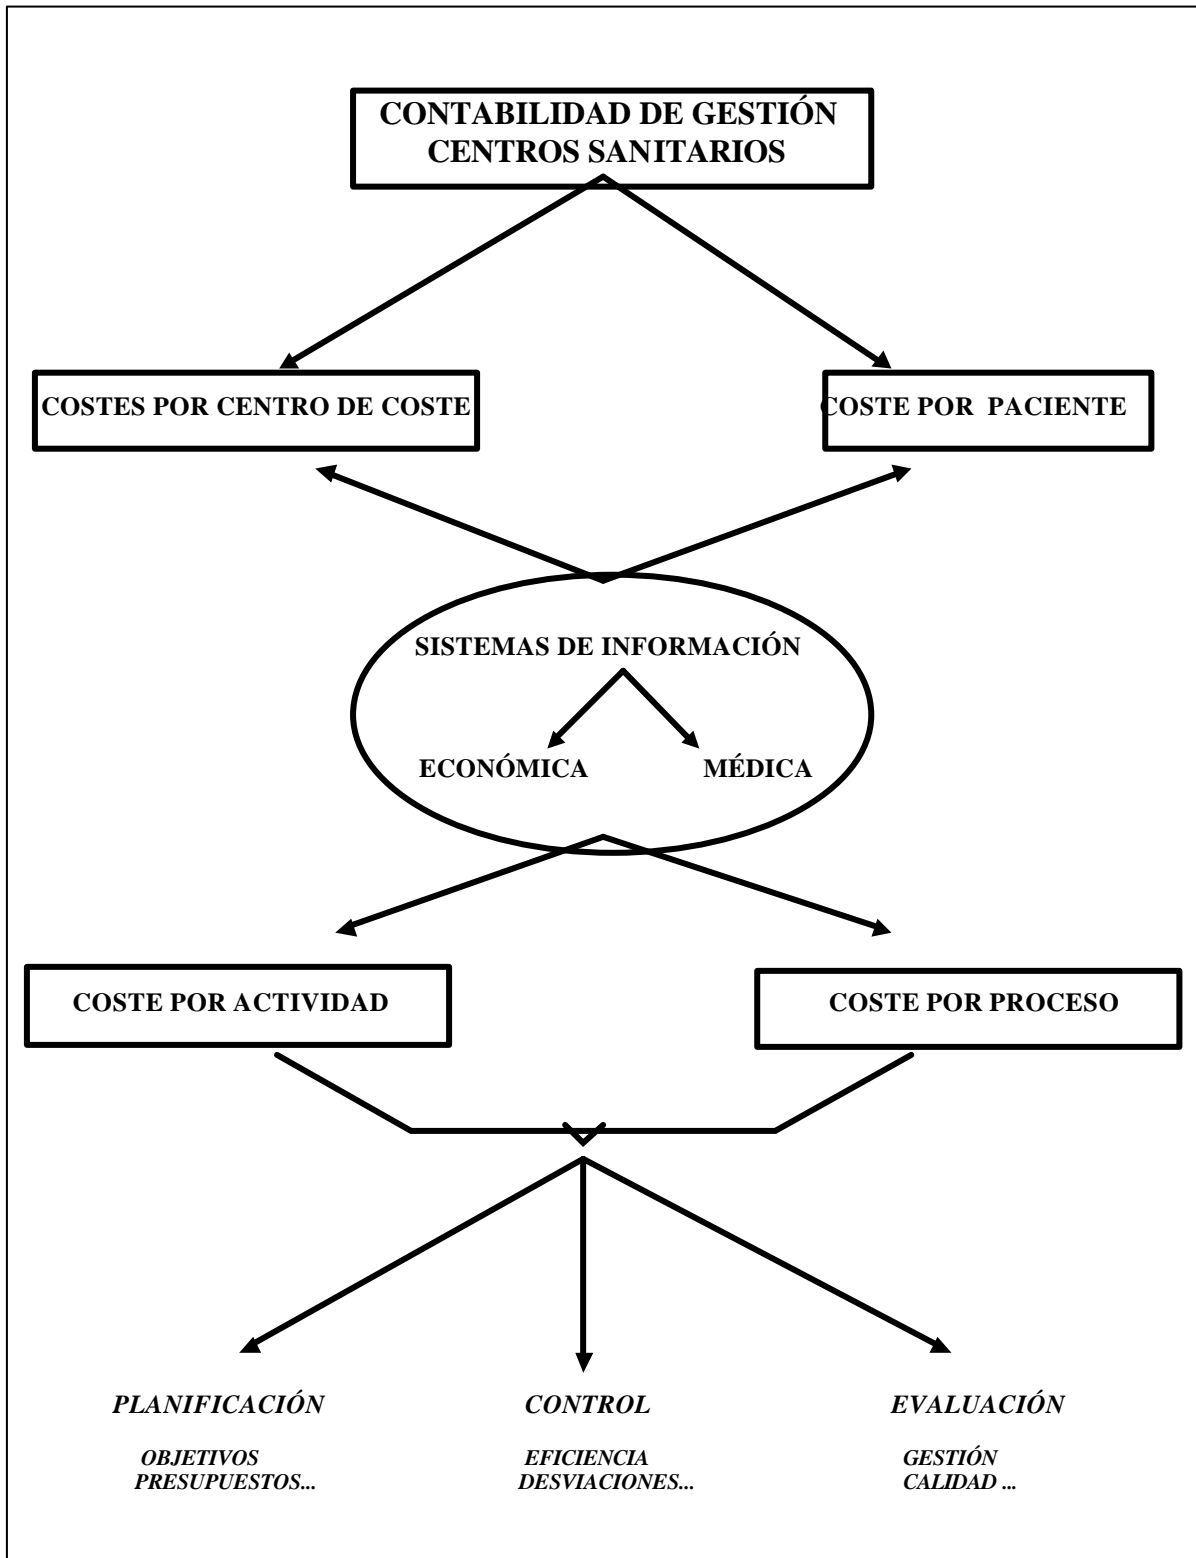 CONTABILIDAD DE GESTIÓN
CENTROS SANITARIOS
COSTES POR CENTRO DE COSTE
COSTE POR PACIENTE
SISTEMAS DE INFORMACIÓN
ECONÓMICA
MÉDICA
COSTE POR ACTIVIDAD
COSTE POR PROCESO
PLANIFICACIÓN
CONTROL
EVALUACIÓN
OBJETIVOS
PRESUPUESTOS...
EFICIENCIA
DESVIACIONES...
GESTIÓN
CALIDAD ...